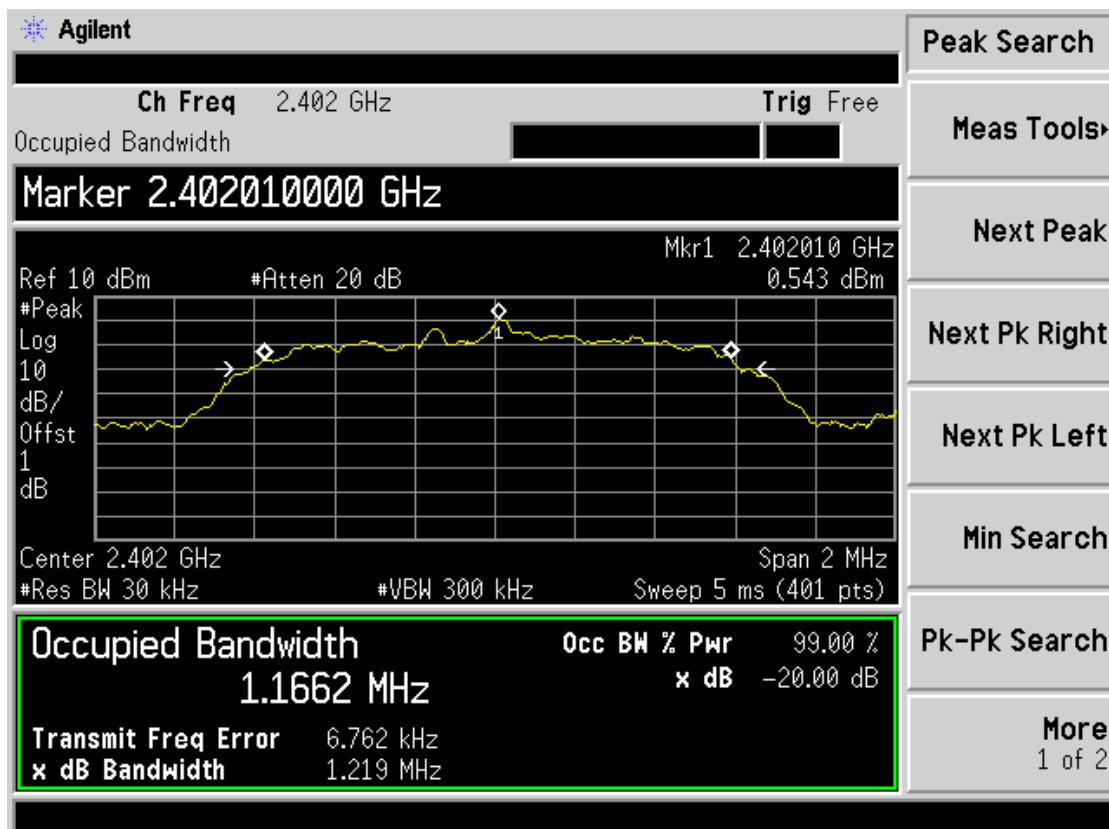 Agilent
Peak Search
Ch Freq 2.402 GHz Trig Free
Occupied Bandwidth
Meas Tools
Marker 2.402010000 GHz
Next Peak
Mkr1 2.402010 GHz
Ref 10 dBm #Atten 20 dB 0.543 dBm
#Peak
Log
10
dB/
Offst
1
dB
1
Next Pk Right
Next Pk Left
Center 2.402 GHz Span 2 MHz
#Res BW 30 kHz #VBW 300 kHz Sweep 5 ms (401 pts)
Min Search
Occupied Bandwidth Occ BW % Pwr 99.00 %
1.1662 MHz x dB -20.00 dB
Transmit Freq Error 6.762 kHz
x dB Bandwidth 1.219 MHz
Pk-Pk Search
More
1 of 2